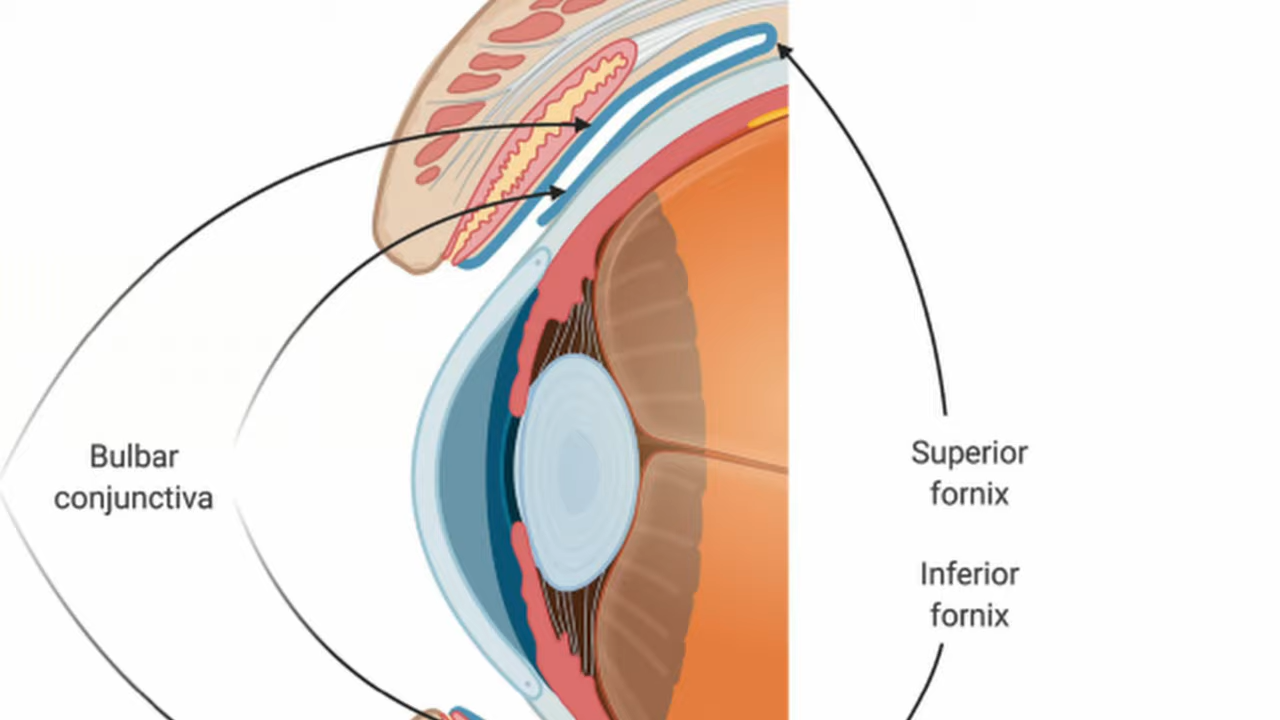 Bulbar
conjunctiva
Superior
fornix
Inferior
fornix